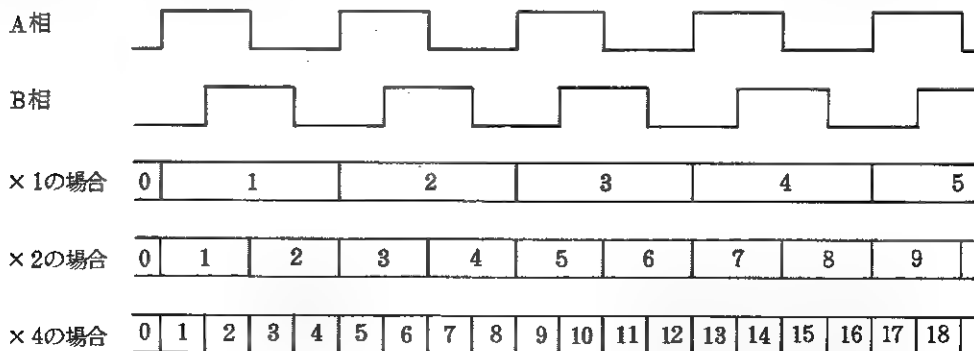 A相
B相
×1の場合 0 1 2 3 4 5
×2の場合 0 1 2 3 4 5 6 7 8 9
×4の場合 0 1 2 3 4 5 6 7 8 9 10 11 12 13 14 15 16 17 18